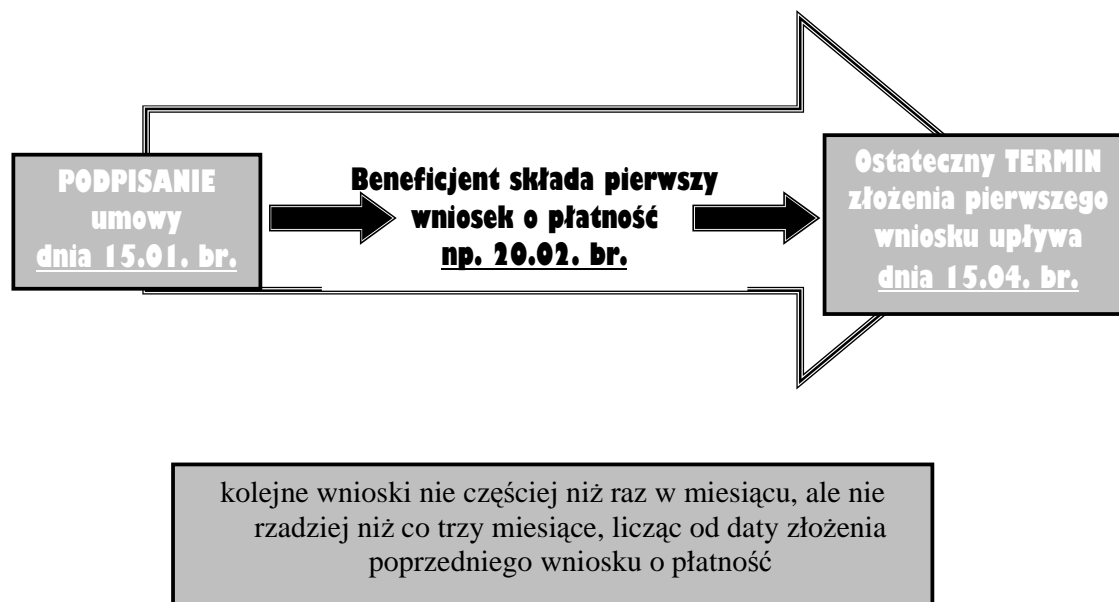 PODPISANIE
umowy
dnia 15.01. br.
Beneficjent składa pierwszy
wniosek o płatność
np. 20.02. br.
Ostateczny TERMIN
złożenia pierwszego
wniosku upływa
dnia 15.04. br.
kolejne wnioski nie częściej niż raz w miesiącu, ale nie
rzadziej niż co trzy miesiące, licząc od daty złożenia
poprzedniego wniosku o płatność